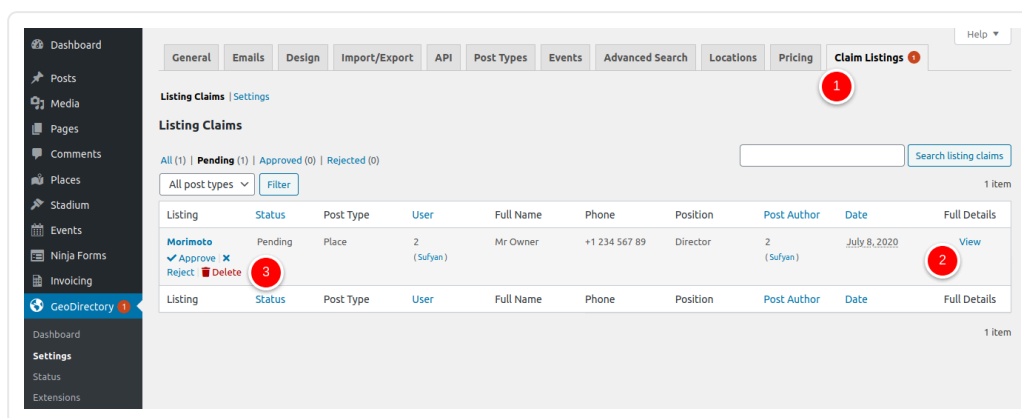 Help ▼
General Emails Design Import/Export API Post Types Events Advanced Search Locations Pricing Claim Listings 1
1
Listing Claims | Settings
Listing Claims
All (1) | Pending (1) | Approved (0) | Rejected (0)
Search listing claims
All post types Filter
1 item
Listing Status Post Type User Full Name Phone Position Post Author Date Full Details
Morimoto Pending Place 2 Mr Owner +1 234 567 89 Director 2 July 8, 2020 View
(Sufyan) (Sufyan)
Approve | Reject | Delete
3
2
Listing Status Post Type User Full Name Phone Position Post Author Date Full Details
1 item
Dashboard
Posts
Media
Pages
Comments
Places
Stadium
Events
Ninja Forms
Invoicing
GeoDirectory 1
Dashboard
Settings
Status
Extensions